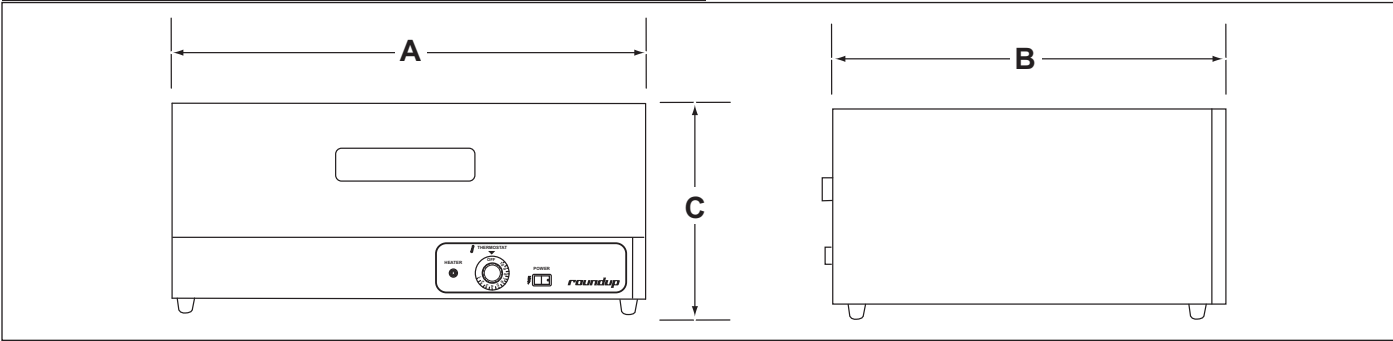 A
B
C
THERMOSTAT
OFF
HEATER
POWER
roundup